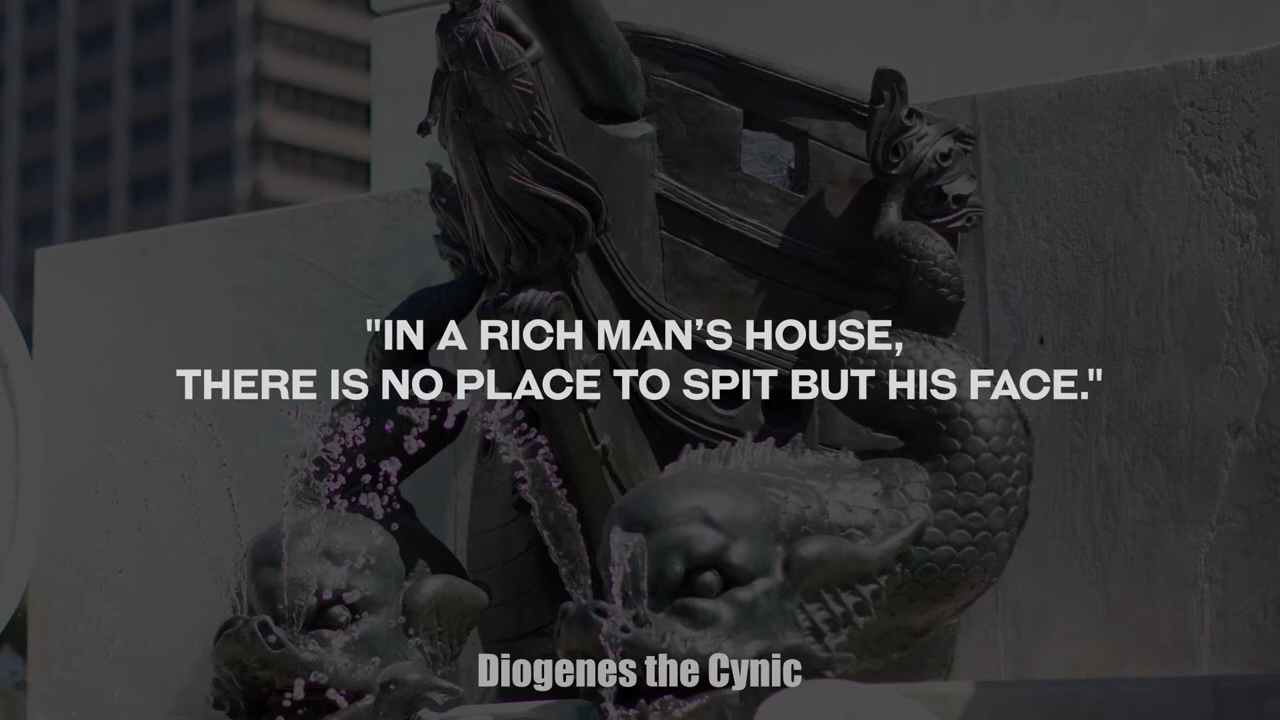 "IN A RICH MAN’S HOUSE,
THERE IS NO PLACE TO SPIT BUT HIS FACE."
Diogenes the Cynic